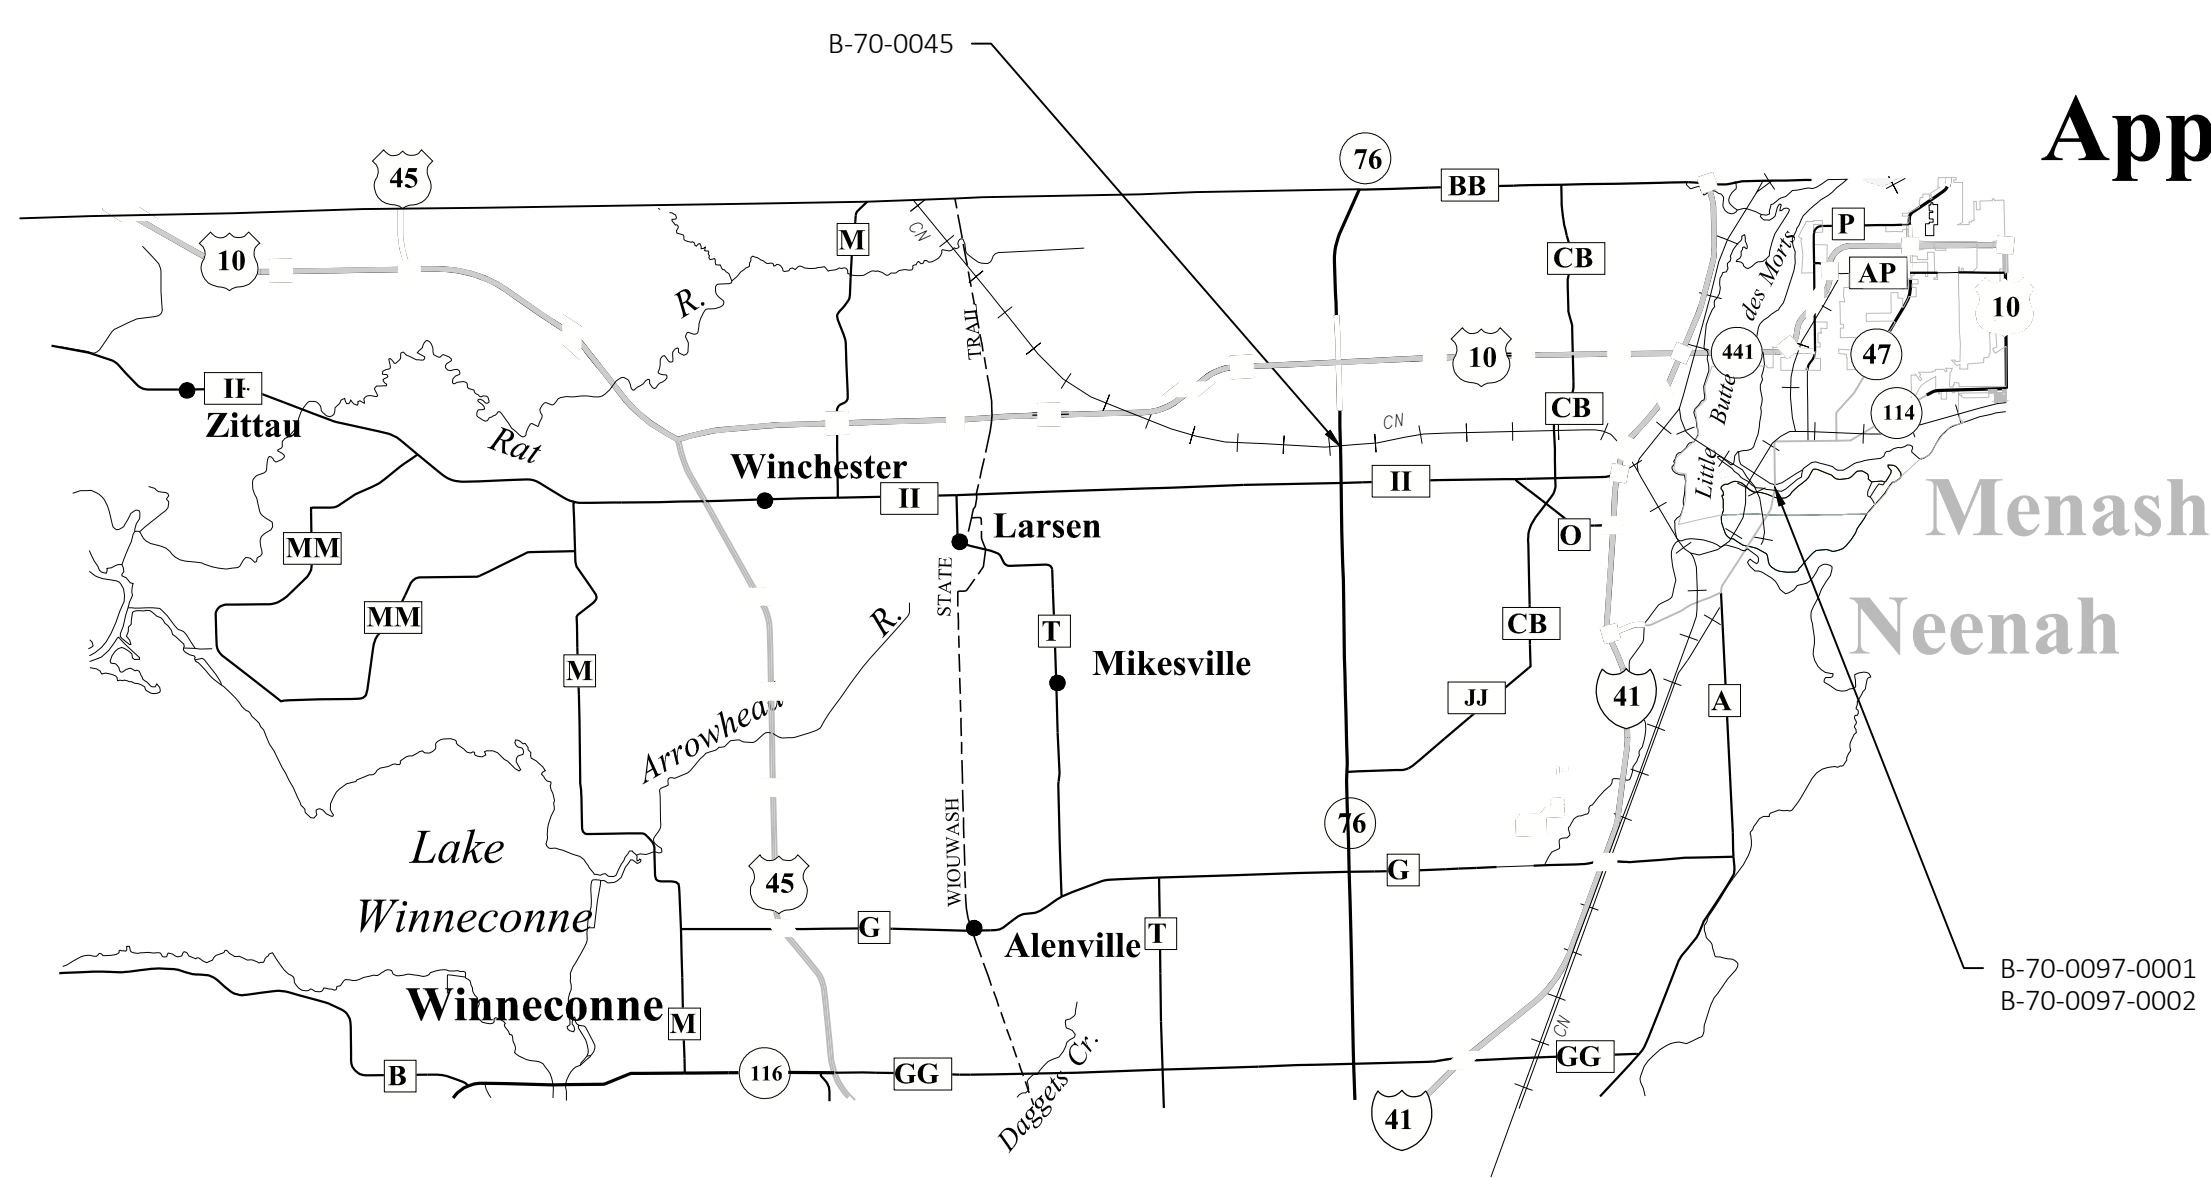 B-70-0045
App
76
45
BB
P
M
CN
10
CB
des Morts
AP
R.
10
TRAIL
10
441
47
II
CB
Butte
114
CN
Zittau
Rat
Winchester
Little
II
II
Menash
Larsen
O
MM
STATE
MM
R.
CB
Neenah
T
M
Mikesville
41
JJ
A
Arrowhead
76
WIOUWASH
Lake
G
45
Winneconne
G
T
Alenville
B-70-0097-0001
B-70-0097-0002
Winneconne
M
CN
Cr.
GG
B
116
GG
Daggets
41